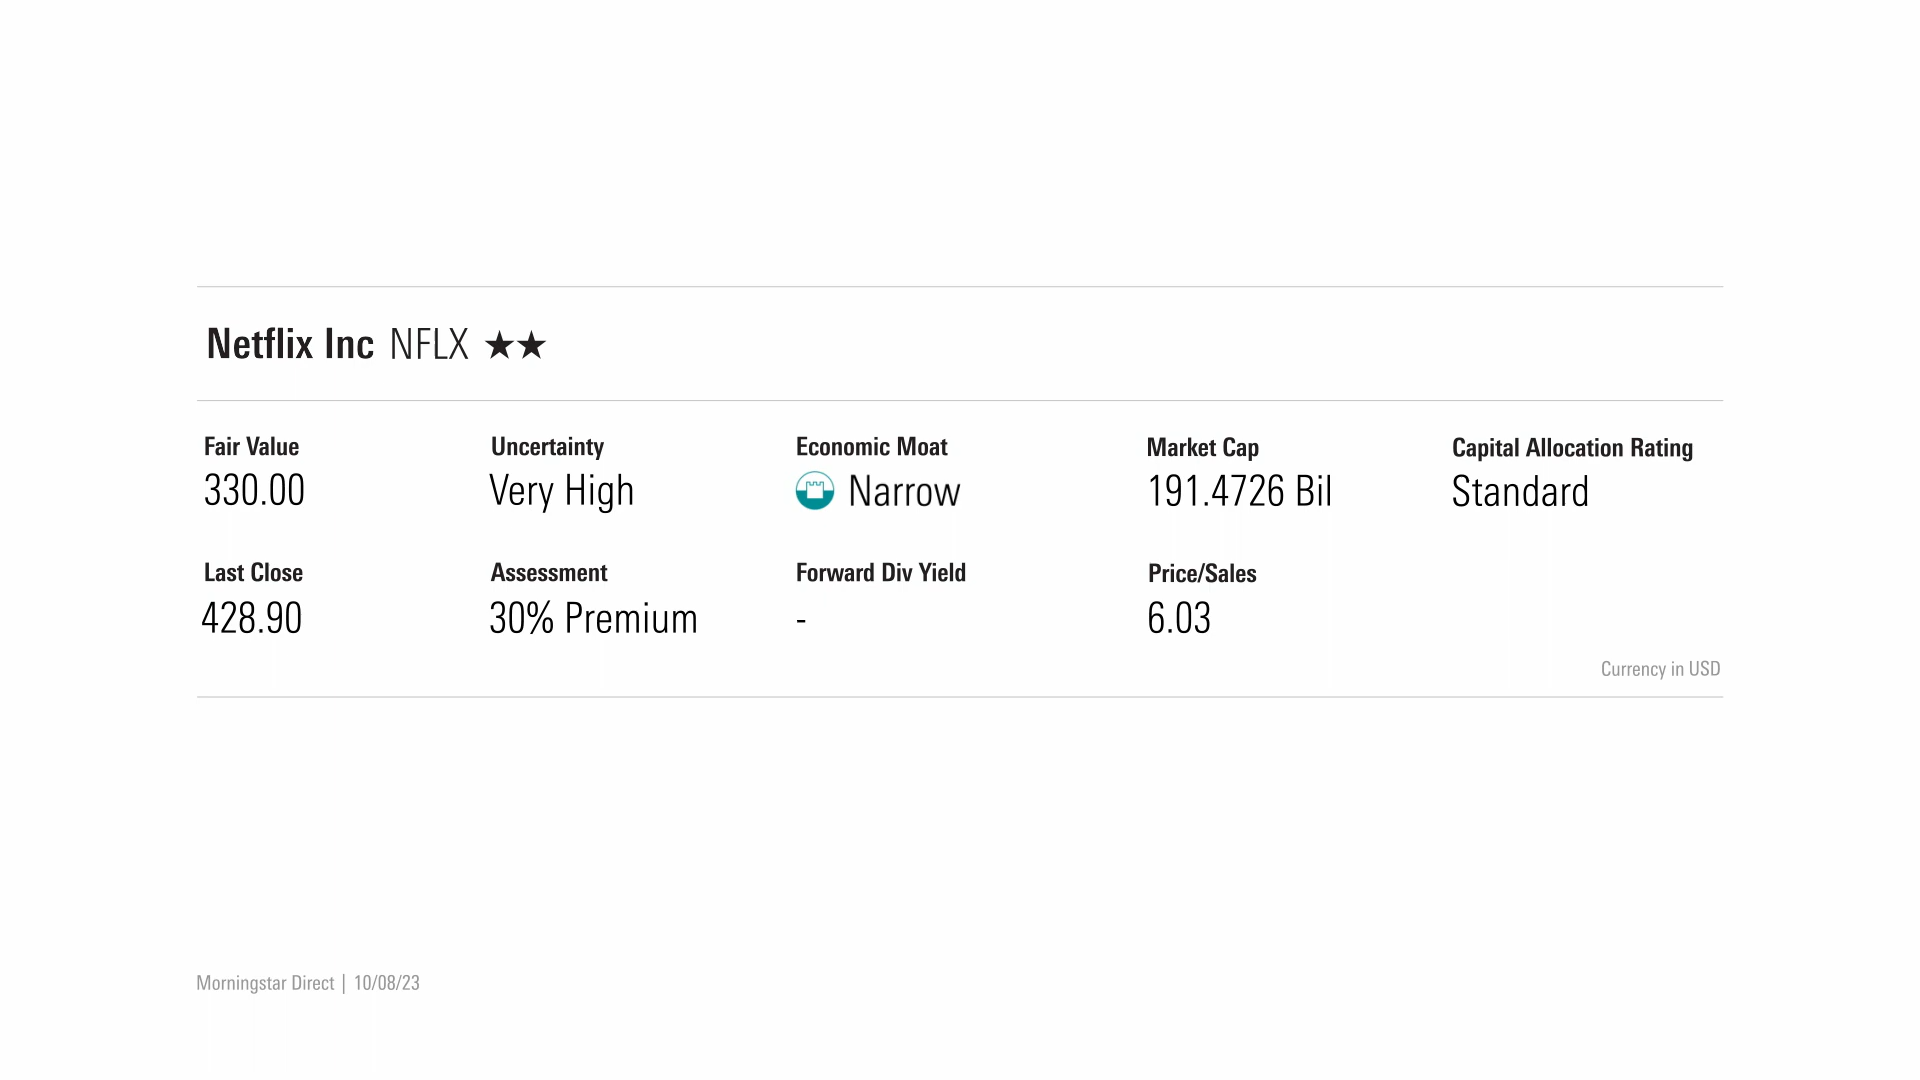 Netflix Inc NFLX ★★
Fair Value
330.00
Uncertainty
Very High
Economic Moat
Narrow
Market Cap
191.4726 Bil
Capital Allocation Rating
Standard
Last Close
428.90
Assessment
30% Premium
Forward Div Yield
-
Price/Sales
6.03
Currency in USD
Morningstar Direct | 10/08/23